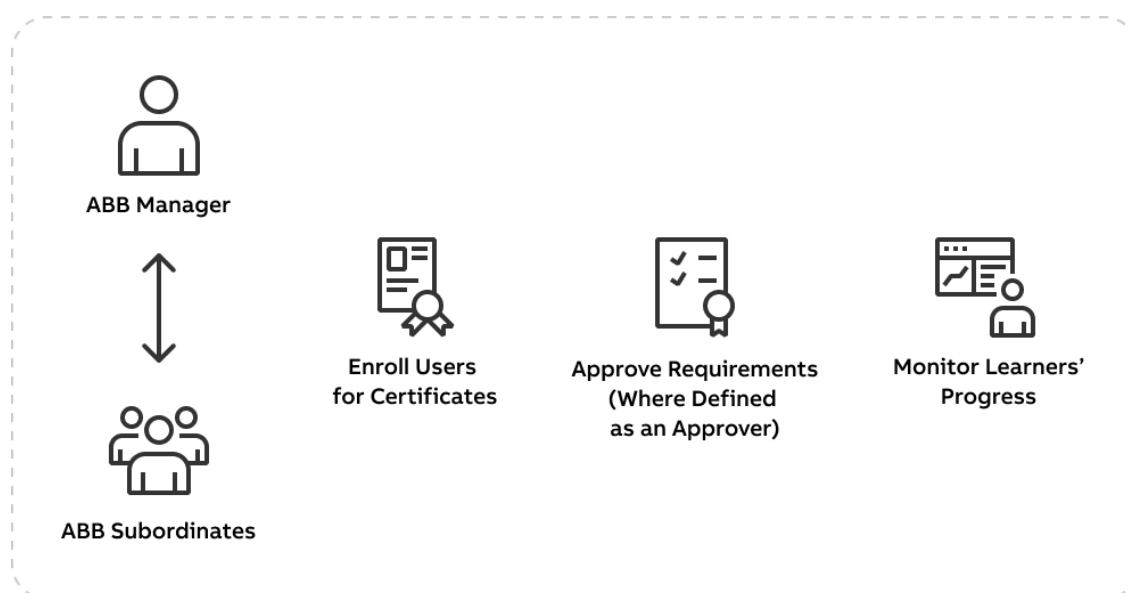 ABB Manager
ABB Subordinates
Enroll Users
for Certificates
Approve Requirements
(Where Defined
as an Approver)
Monitor Learners’
Progress